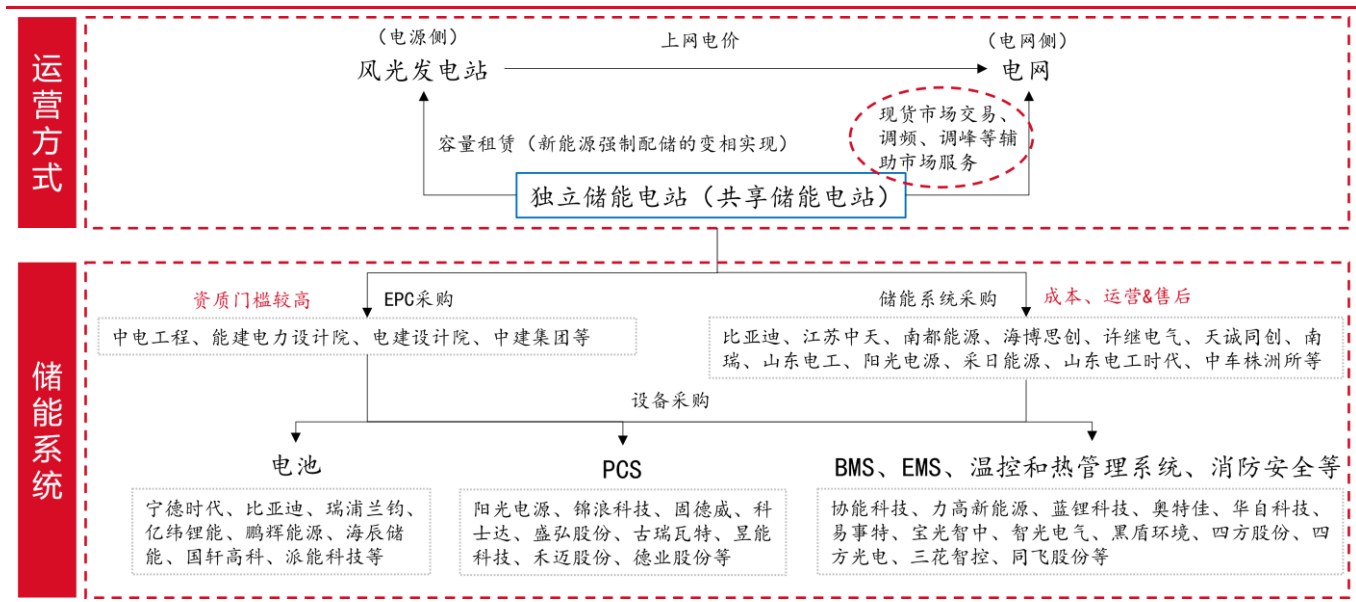 运营方式
（电源侧）
上网电价
（电网侧）
风光发电站
电网
现货市场交易、
调频、调峰等辅
助市场服务
容量租赁（新能源强制配储的变相实现）
独立储能电站（共享储能电站）
储能系统
资质门槛较高
EPC采购
储能系统采购
成本、运营&售后
中电工程、能建电力设计院、电建设计院、中建集团等
比亚迪、江苏中天、南都能源、海博思创、许继电气、天诚同创、南
瑞、山东电工、阳光电源、采日能源、山东电工时代、中车株洲所等
设备采购
电池
PCS
BMS、EMS、温控和热管理系统、消防安全等
宁德时代、比亚迪、瑞浦兰钧、
亿纬锂能、鹏辉能源、海辰储
能、国轩高科、派能科技等
阳光电源、锦浪科技、固德威、科
士达、盛弘股份、古瑞瓦特、昱能
科技、禾迈股份、德业股份等
协能科技、力高新能源、蓝锂科技、奥特佳、华自科技、
易事特、宝光智中、智光电气、黑盾环境、四方股份、四
方光电、三花智控、同飞股份等